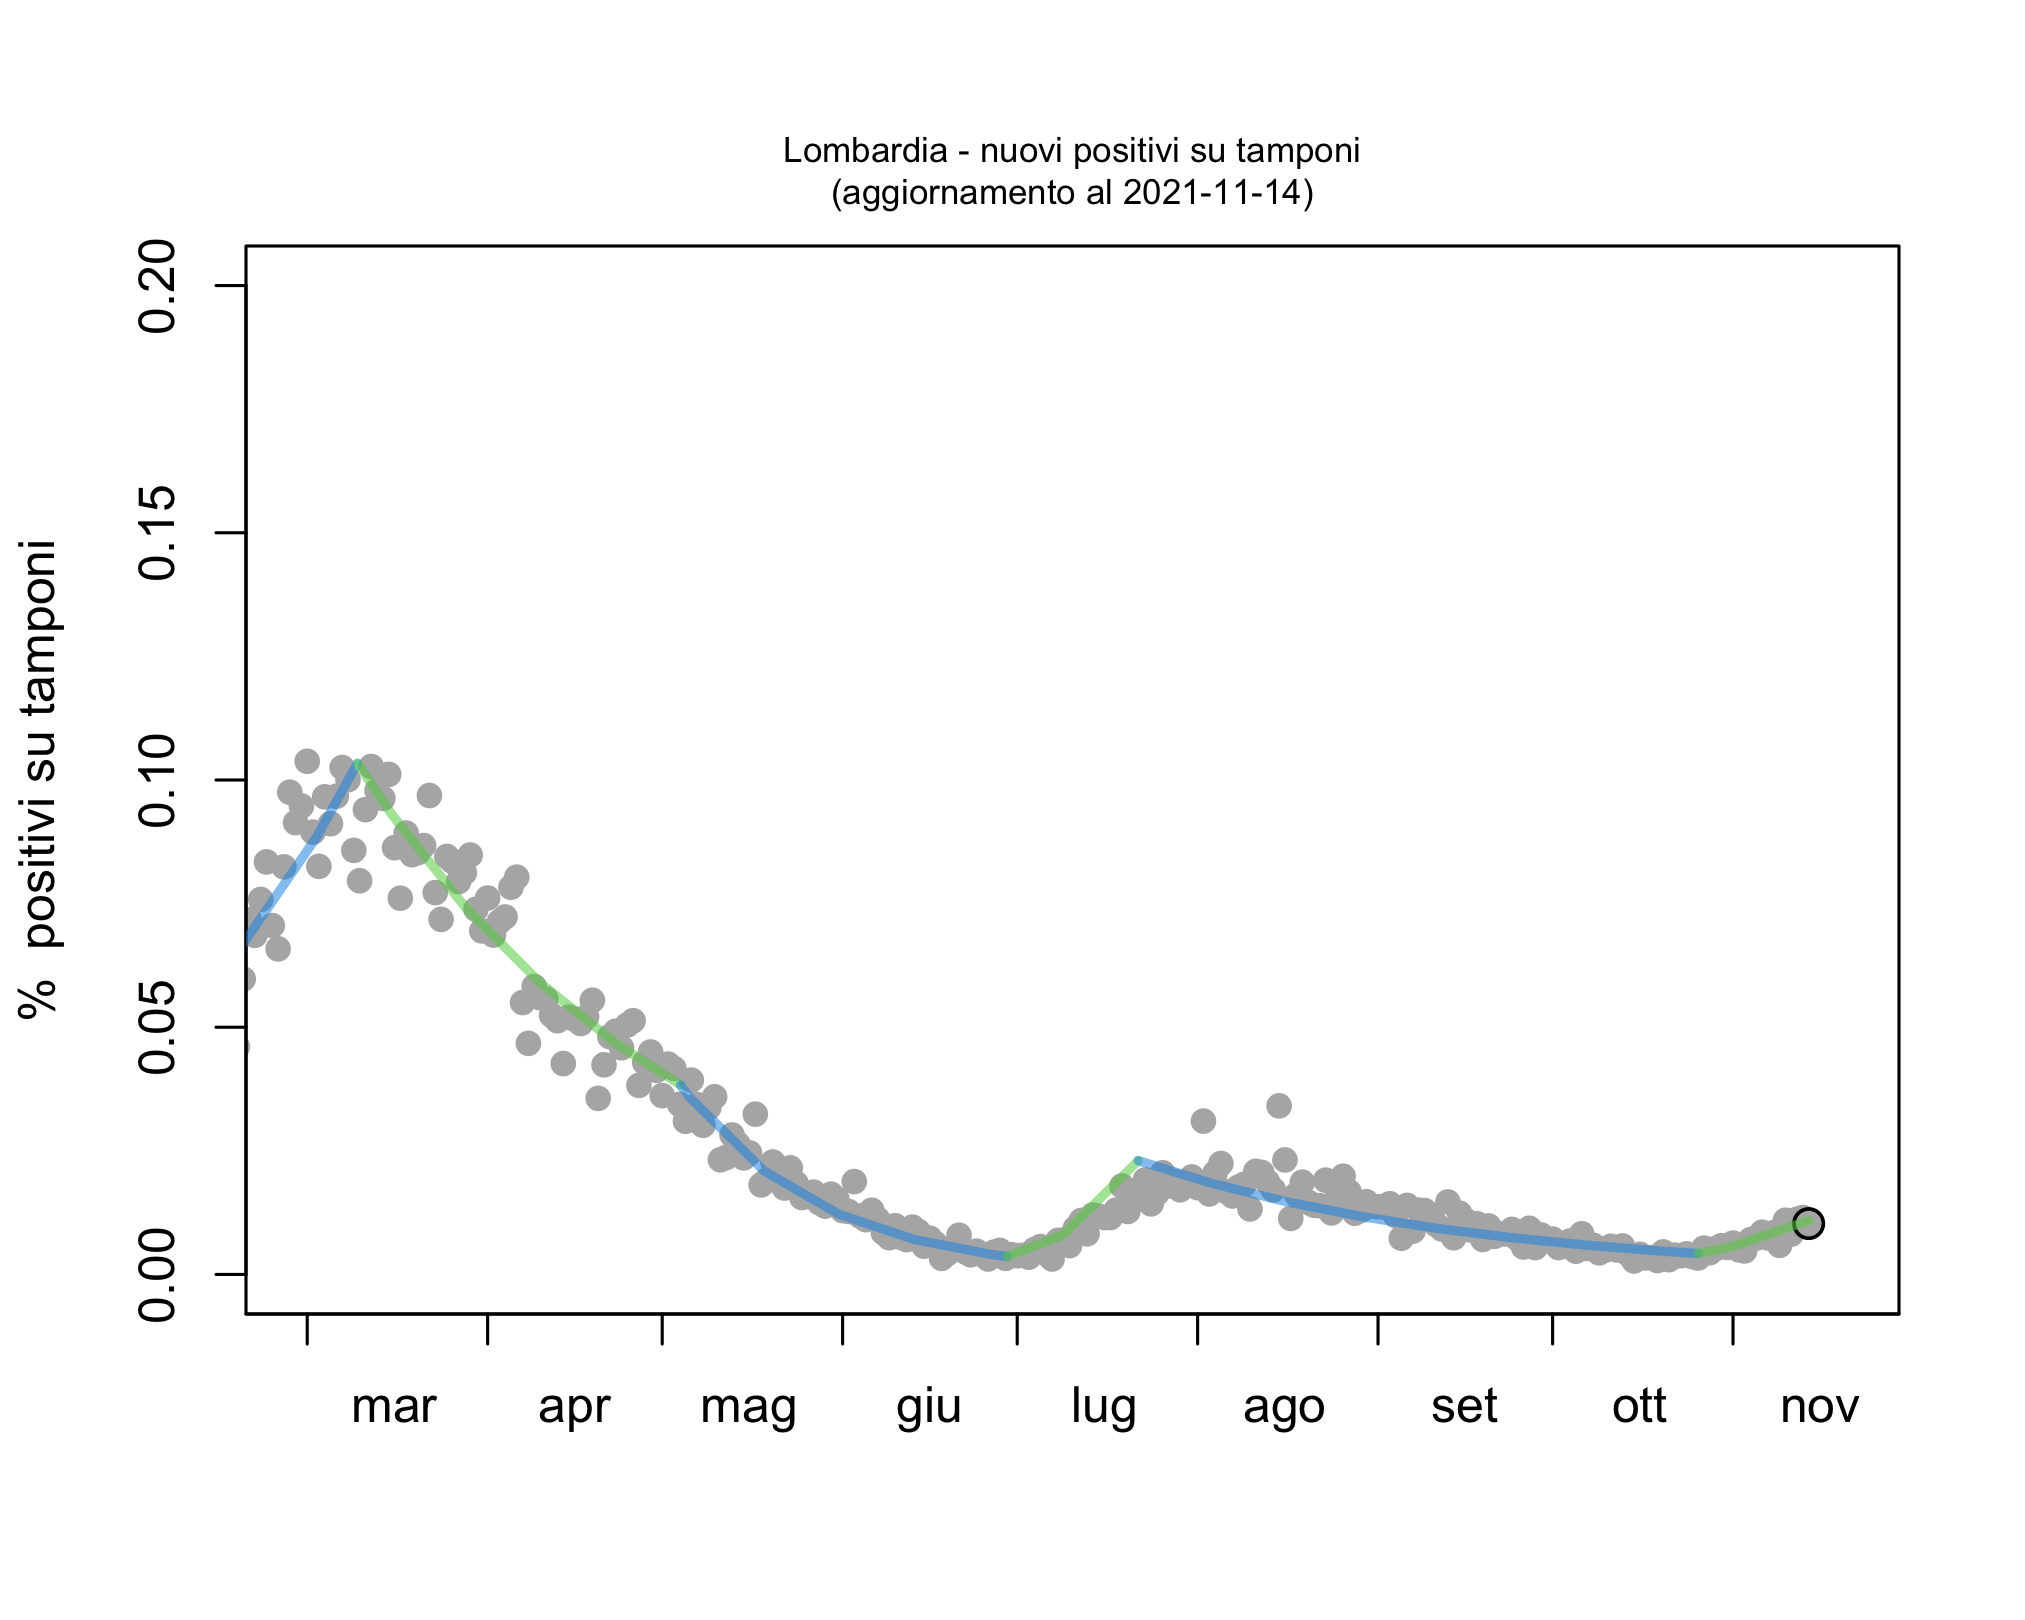 Lombardia - nuovi positivi su tamponi
(aggiornamento al 2021-11-14)
% positivi su tamponi
0.20
0.15
0.10
0.05
0.00
mar apr mag giu lug ago set ott nov